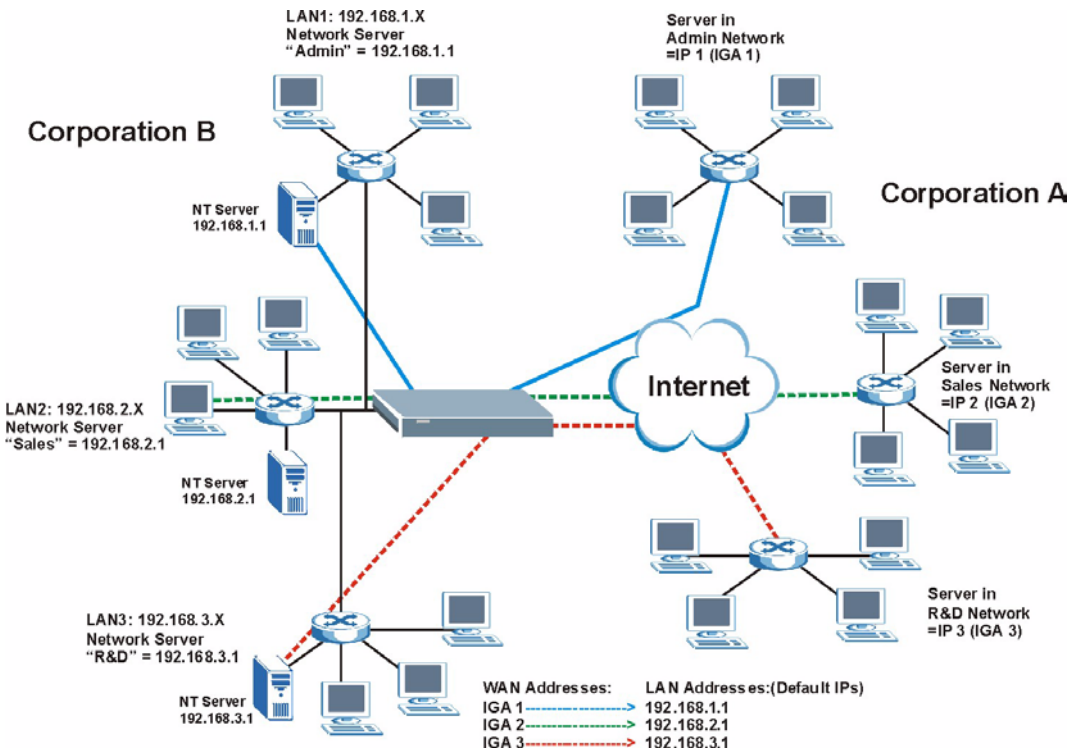 LAN1: 192.168.1.X
Network Server
“Admin” = 192.168.1.1
Server in
Admin Network
=IP 1 (IGA 1)
Corporation B
Corporation A
NT Server
192.168.1.1
Internet
Server in
Sales Network
=IP 2 (IGA 2)
LAN2: 192.168.2.X
Network Server
“Sales” = 192.168.2.1
NT Server
192.168.2.1
LAN3: 192.168.3.X
Network Server
“R&D” = 192.168.3.1
Server in
R&D Network
=IP 3 (IGA 3)
NT Server
192.168.3.1
WAN Addresses: LAN Addresses:(Default IPs)
IGA 1 192.168.1.1
IGA 2 192.168.2.1
IGA 3 192.168.3.1